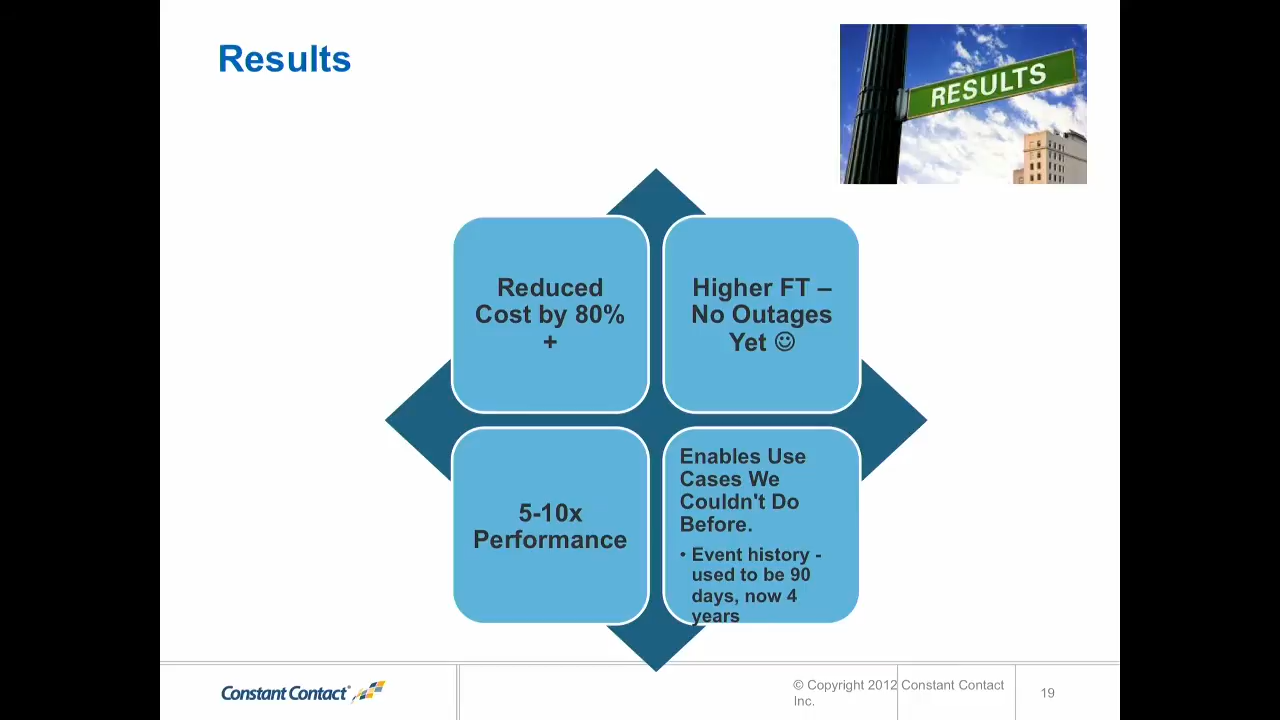 Results
RESULTS
Reduced
Cost by 80%
+
Higher FT –
No Outages
Yet ☺
5-10x
Performance
Enables Use
Cases We
Couldn't Do
Before.
• Event history -
used to be 90
days, now 4
years
Constant Contact®
© Copyright 2012 Constant Contact
Inc.
19